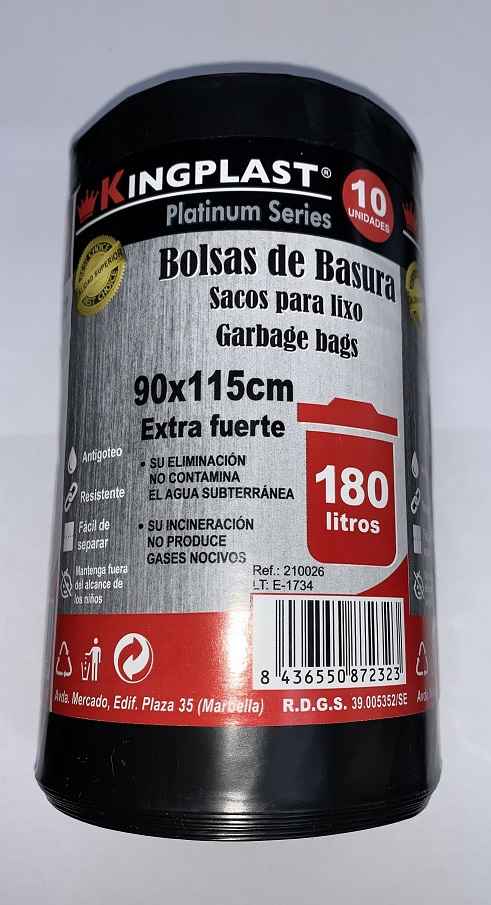 KINGPLAST®
Platinum Series
10
UNIDADES
Bolsas de Basura
Sacos para lixo
Garbage bags
90x115cm
Extra fuerte
• SU ELIMINACIÓN
NO CONTAMINA
EL AGUA SUBTERRÁNEA
• SU INCINERACIÓN
NO PRODUCE
GASES NOCIVOS
180
litros
Antigoteo
Resistente
Fácil de
separar
Mantenga fuera
del alcance de
los niños
Ref.: 210026
LT: E-1734
8 436550 872323
Avda. Mercado, Edif. Plaza 35 (Marbella)
R.D.G.S. 39.005352/SE